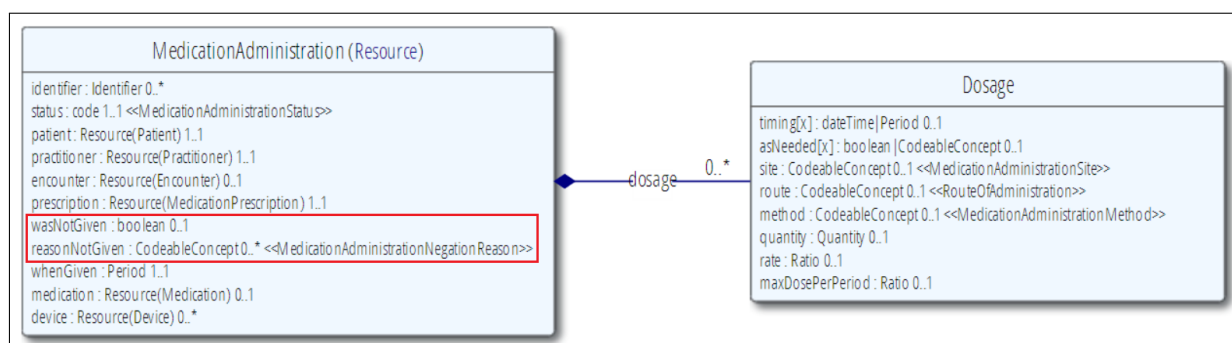 MedicationAdministration (Resource)
identifier : Identifier 0..*
status : code 1..1 <<MedicationAdministrationStatus>>
patient : Resource(Patient) 1..1
practitioner : Resource(Practitioner) 1..1
encounter : Resource(Encounter) 0..1
prescription : Resource(MedicationPrescription) 1..1
wasNotGiven : boolean 0..1
reasonNotGiven : CodeableConcept 0..* <<MedicationAdministrationNegationReason>>
whenGiven : Period 1..1
medication : Resource(Medication) 0..1
device : Resource(Device) 0..*
dosage
0..*
Dosage
timing[x] : dateTime|Period 0..1
asNeeded[x] : boolean|CodeableConcept 0..1
site : CodeableConcept 0..1 <<MedicationAdministrationSite>>
route : CodeableConcept 0..1 <<RouteOfAdministration>>
method : CodeableConcept 0..1 <<MedicationAdministrationMethod>>
quantity : Quantity 0..1
rate : Ratio 0..1
maxDosePerPeriod : Ratio 0..1